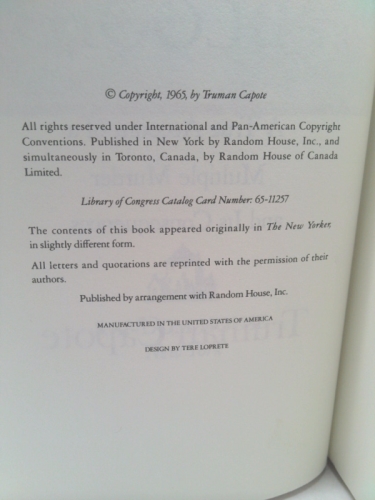 © Copyright, 1965, by Truman Capote
All rights reserved under International and Pan-American Copyright
Conventions. Published in New York by Random House, Inc., and
simultaneously in Toronto, Canada, by Random House of Canada
Limited.
Library of Congress Catalog Card Number: 65-11257
The contents of this book appeared originally in The New Yorker,
in slightly different form.
All letters and quotations are reprinted with the permission of their
authors.
Published by arrangement with Random House, Inc.
MANUFACTURED IN THE UNITED STATES OF AMERICA
DESIGN BY TERE LOPRETE